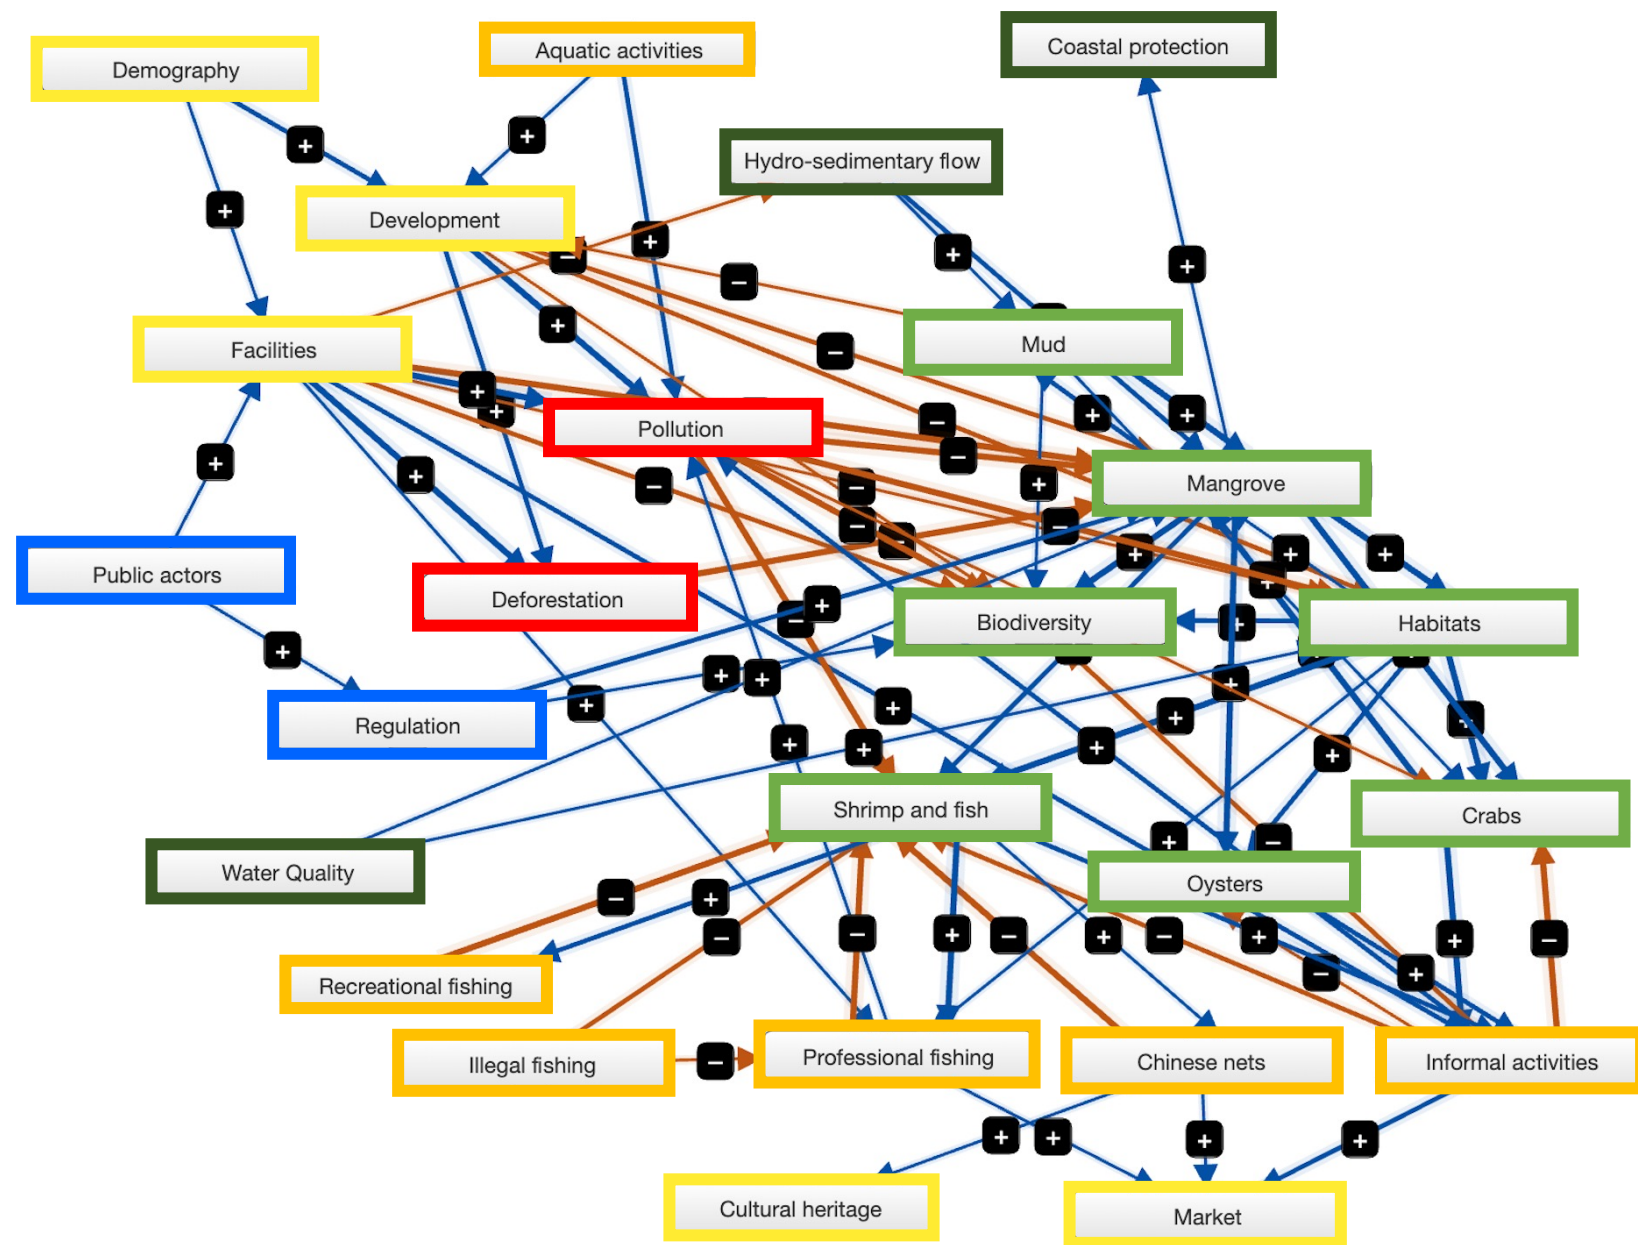 Demography
Aquatic activities
Coastal protection
Hydro-sedimentary flow
Development
Mud
Facilities
Pollution
Mangrove
Public actors
Deforestation
Biodiversity
Habitats
Regulation
Shrimp and fish
Crabs
Water Quality
Oysters
Recreational fishing
Illegal fishing
Professional fishing
Chinese nets
Informal activities
Cultural heritage
Market